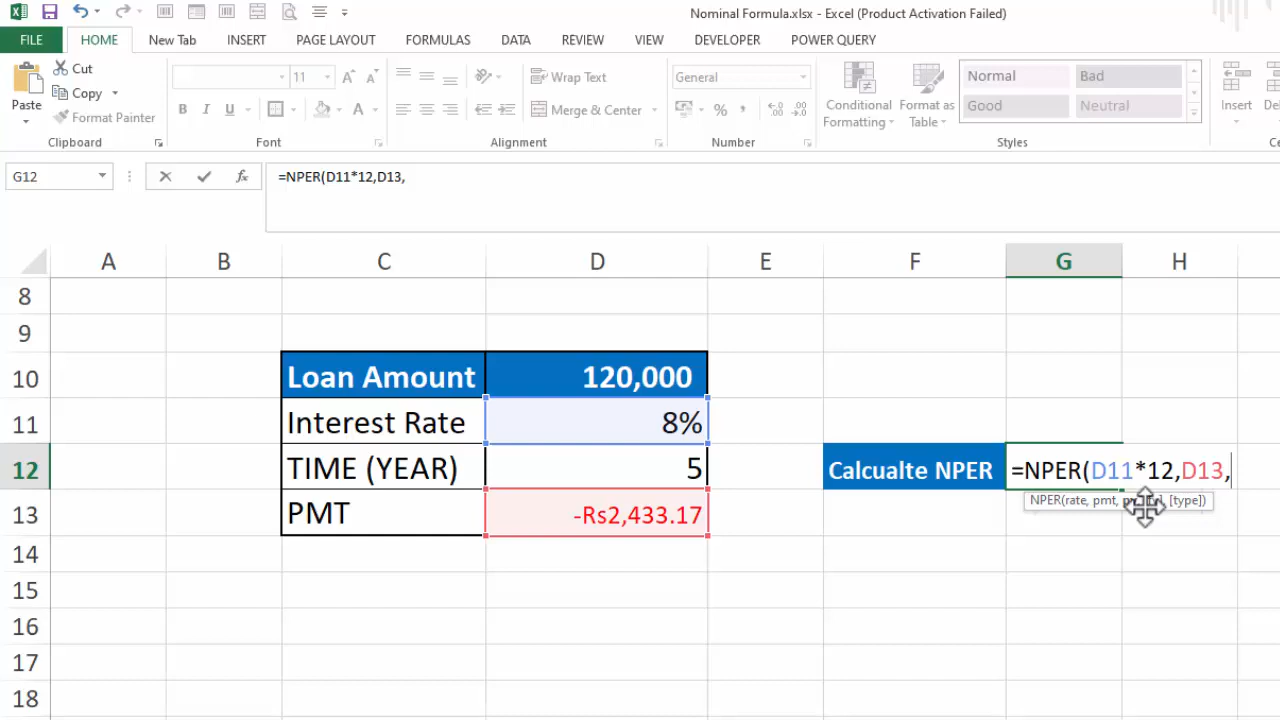 Nominal Formula.xlsx - Excel (Product Activation Failed)
FILE HOME New Tab INSERT PAGE LAYOUT FORMULAS DATA REVIEW VIEW DEVELOPER POWER QUERY
Paste
Cut
Copy
Format Painter
Clipboard
11
Font
Wrap Text
Merge & Center
Alignment
General
Number
Conditional Formatting
Format as Table
Normal Bad
Good Neutral
Styles
Insert
G12 =NPER(D11*12,D13,
A B C D E F G H
8
9
10 Loan Amount 120,000
11 Interest Rate 8%
12 TIME (YEAR) 5 Calcualte NPER =NPER(D11*12,D13,
NPER(rate, pmt, [type])
13 PMT -Rs2,433.17
14
15
16
17
18